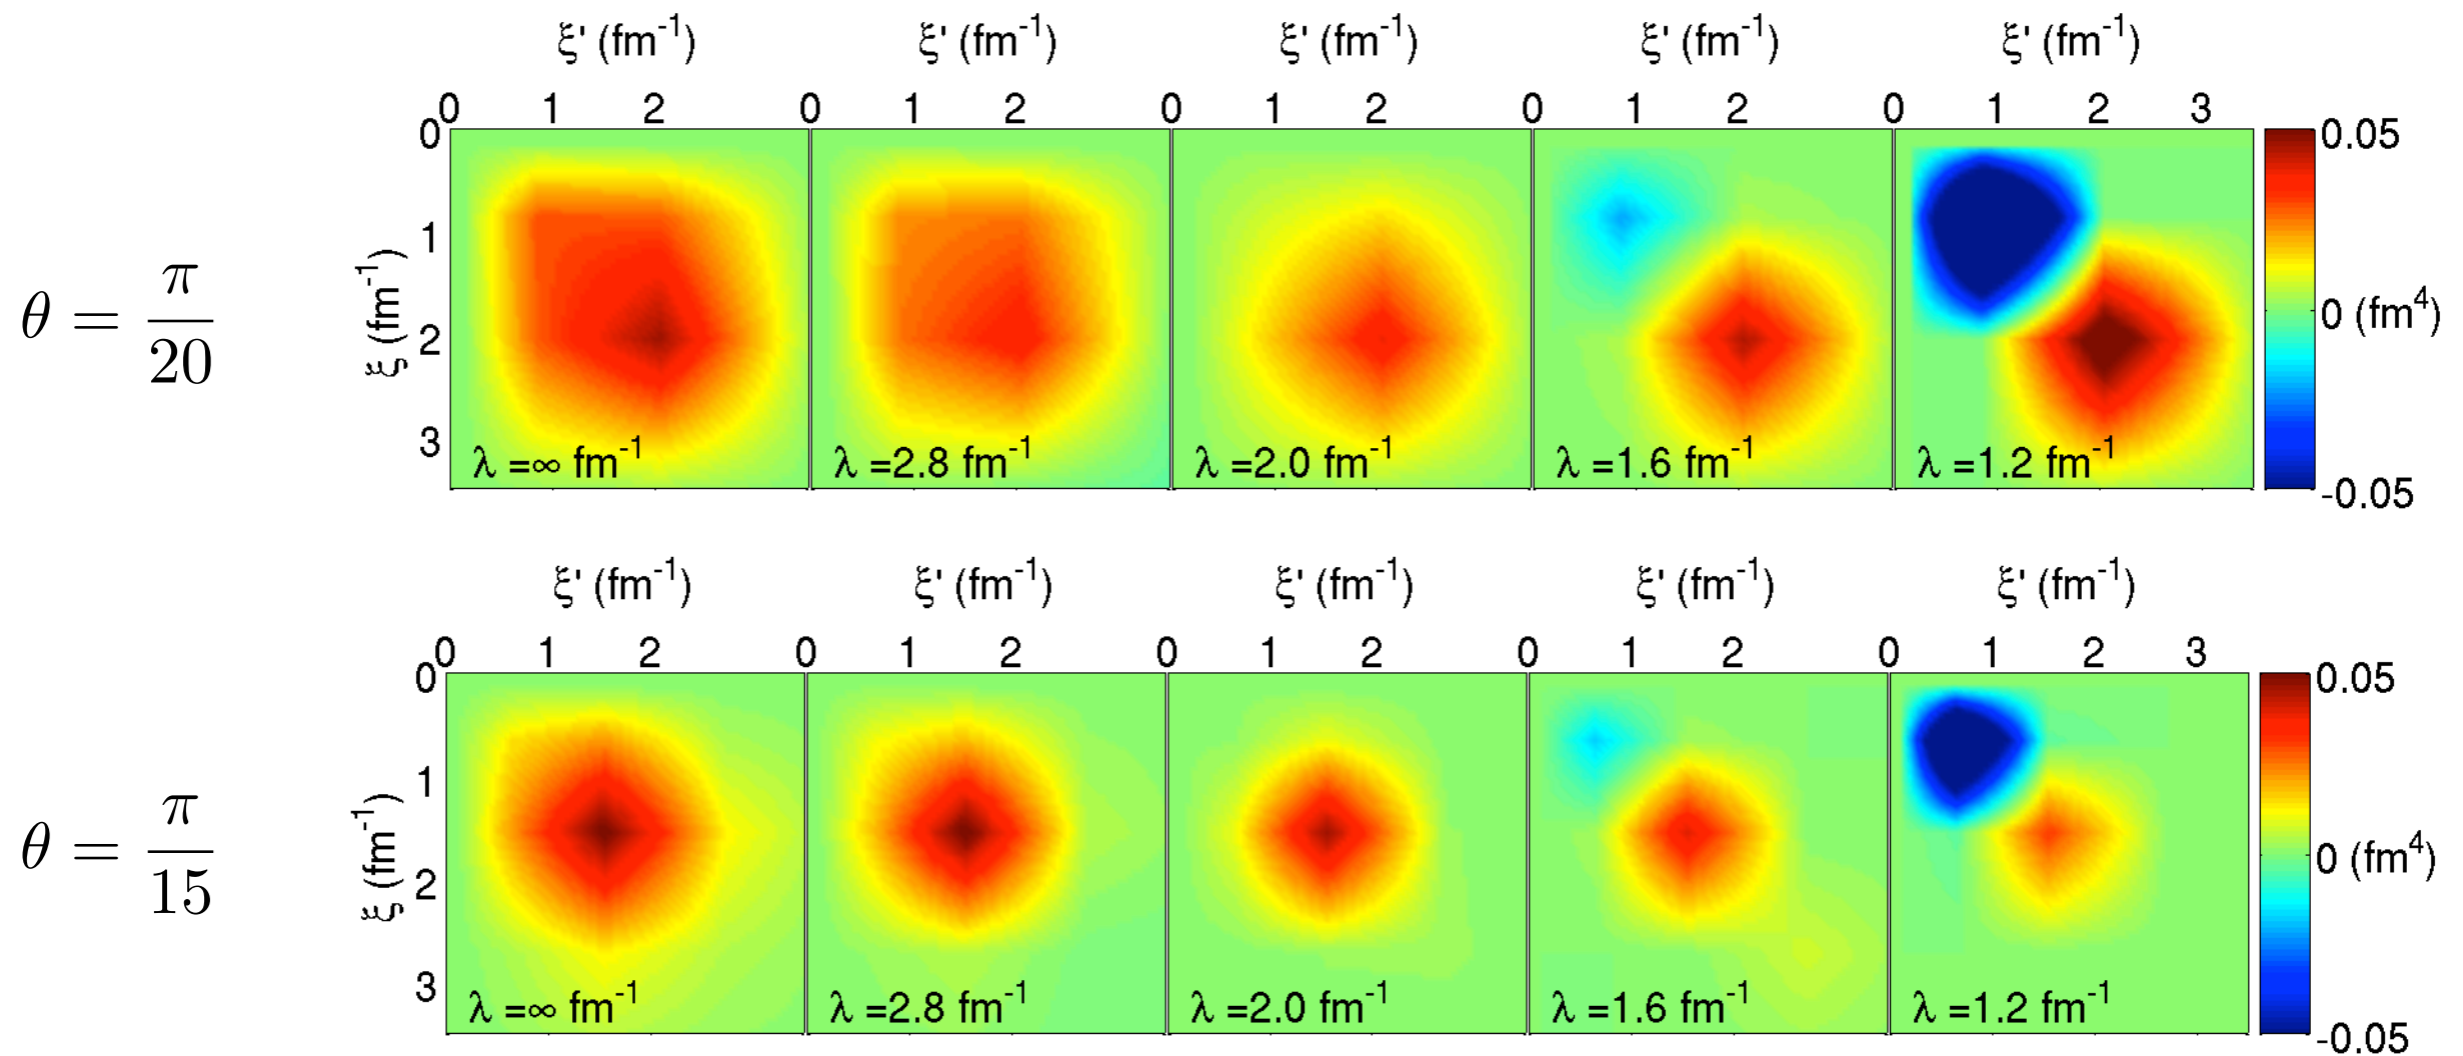 ξ' (fm⁻¹) ξ' (fm⁻¹) ξ' (fm⁻¹) ξ' (fm⁻¹) ξ' (fm⁻¹)
0 1 2 0 1 2 0 1 2 0 1 2 0 1 2 3
0 0.05
1
θ = π/20
ξ (fm⁻¹)
0 (fm⁴)
2
3
λ =∞ fm⁻¹ λ =2.8 fm⁻¹ λ =2.0 fm⁻¹ λ =1.6 fm⁻¹ λ =1.2 fm⁻¹
-0.05
ξ' (fm⁻¹) ξ' (fm⁻¹) ξ' (fm⁻¹) ξ' (fm⁻¹) ξ' (fm⁻¹)
0 1 2 0 1 2 0 1 2 0 1 2 0 1 2 3
0 0.05
1
θ = π/15
ξ (fm⁻¹)
0 (fm⁴)
2
3
λ =∞ fm⁻¹ λ =2.8 fm⁻¹ λ =2.0 fm⁻¹ λ =1.6 fm⁻¹ λ =1.2 fm⁻¹
-0.05